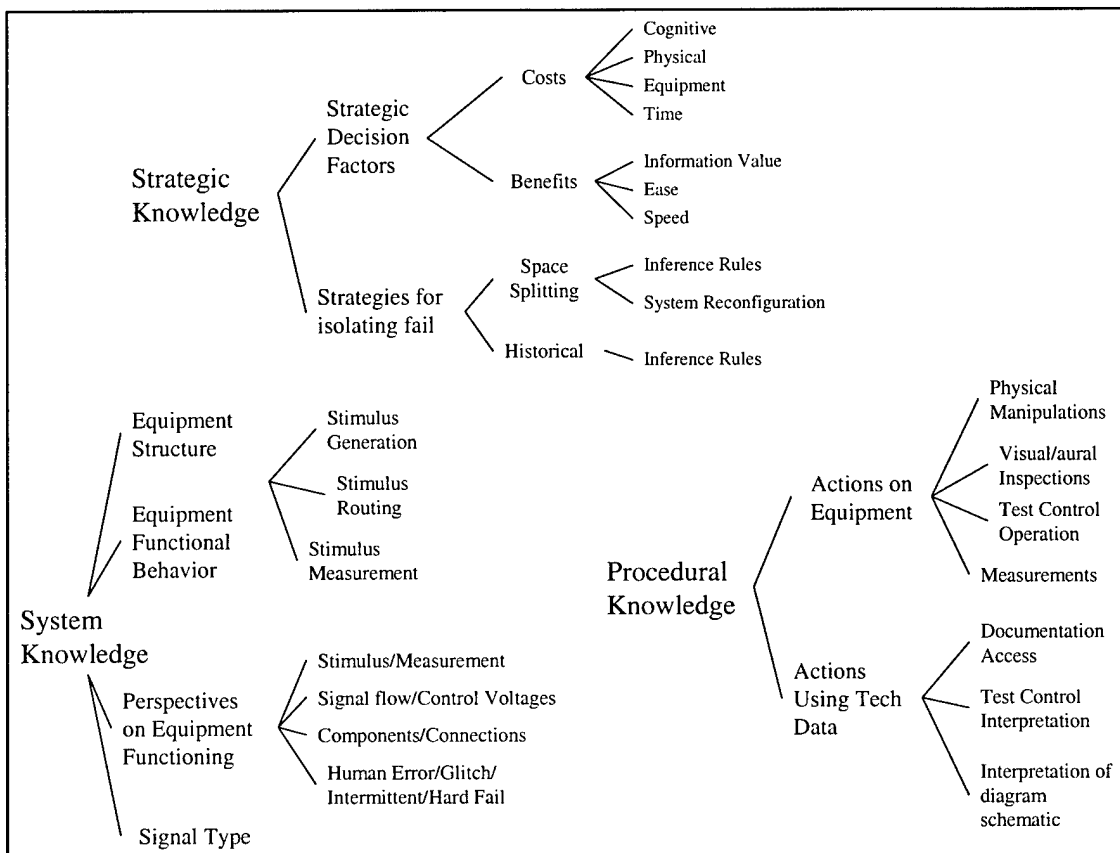 Strategic
Knowledge
Strategic
Decision
Factors
Costs
Cognitive
Physical
Equipment
Time
Benefits
Information Value
Ease
Speed
Strategies for
isolating fail
Space
Splitting
Inference Rules
System Reconfiguration
Historical
Inference Rules
System
Knowledge
Equipment
Structure
Equipment
Functional
Behavior
Stimulus
Generation
Stimulus
Routing
Stimulus
Measurement
Perspectives
on Equipment
Functioning
Stimulus/Measurement
Signal flow/Control Voltages
Components/Connections
Human Error/Glitch/
Intermittent/Hard Fail
Signal Type
Procedural
Knowledge
Actions on
Equipment
Physical
Manipulations
Visual/aural
Inspections
Test Control
Operation
Measurements
Actions
Using Tech
Data
Documentation
Access
Test Control
Interpretation
Interpretation of
diagram
schematic